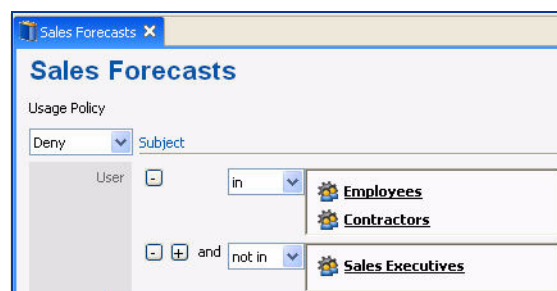 Sales Forecasts
Sales Forecasts
Usage Policy
Deny Subject
User - in Employees
Contractors
- + and not in Sales Executives